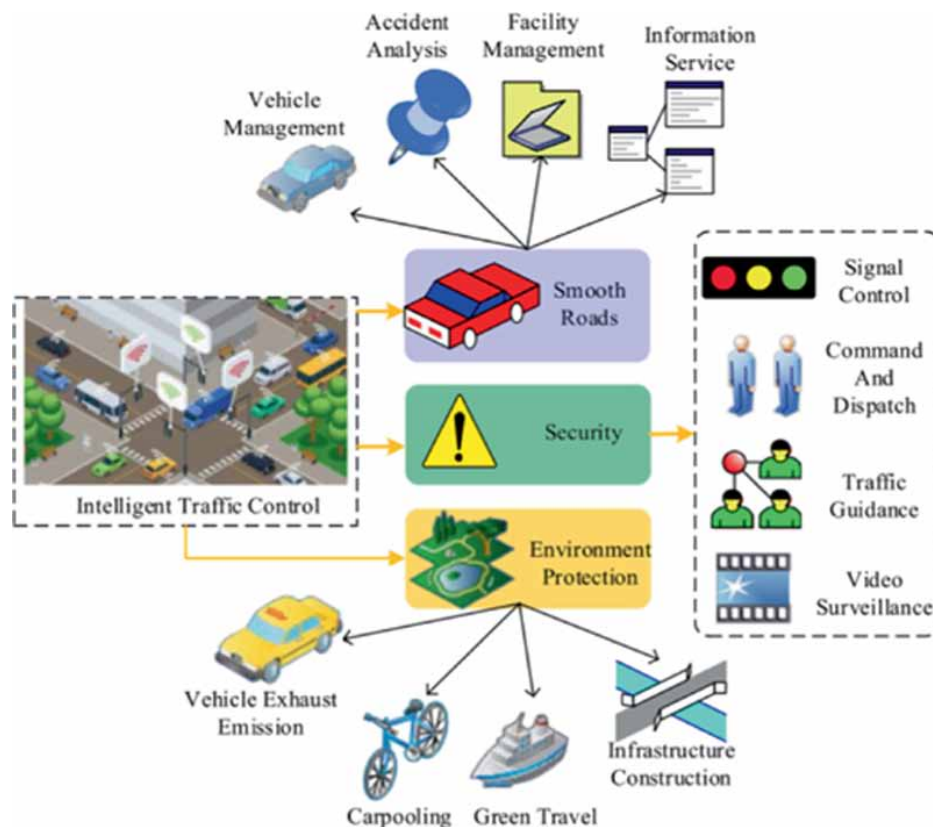 Accident
Analysis
Facility
Management
Information
Service
Vehicle
Management
Smooth
Roads
Signal
Control
Command
And
Dispatch
Security
Intelligent Traffic Control
Traffic
Guidance
Environment
Protection
Video
Surveillance
Vehicle Exhaust
Emission
Infrastructure
Construction
Carpooling
Green Travel